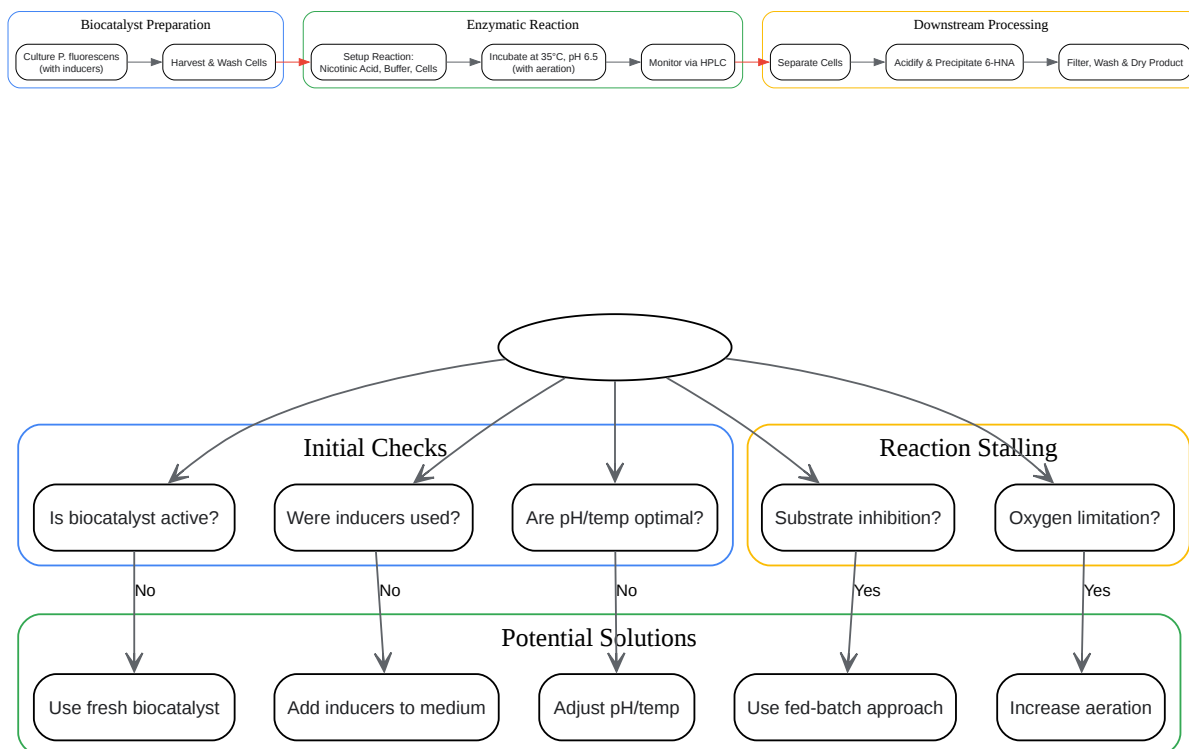 Biocatalyst Preparation
Enzymatic Reaction
Downstream Processing
Culture P. fluorescens
(with inducers)
Harvest & Wash Cells
Setup Reaction:
Nicotinic Acid, Buffer, Cells
Incubate at 35°C, pH 6.5
(with aeration)
Monitor via HPLC
Separate Cells
Acidify & Precipitate 6-HNA
Filter, Wash & Dry Product
Initial Checks
Reaction Stalling
Is biocatalyst active?
Were inducers used?
Are pH/temp optimal?
Substrate inhibition?
Oxygen limitation?
No
No
No
Yes
Yes
Potential Solutions
Use fresh biocatalyst
Add inducers to medium
Adjust pH/temp
Use fed-batch approach
Increase aeration